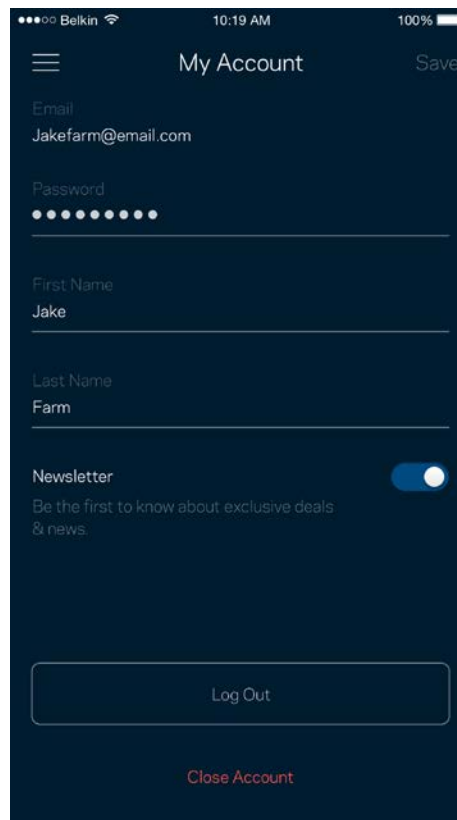 Belkin 10:19 AM 100%
My Account Save
Email
Jakefarm@email.com
Password
First Name
Jake
Last Name
Farm
Newsletter
Be the first to know about exclusive deals
& news.
Log Out
Close Account